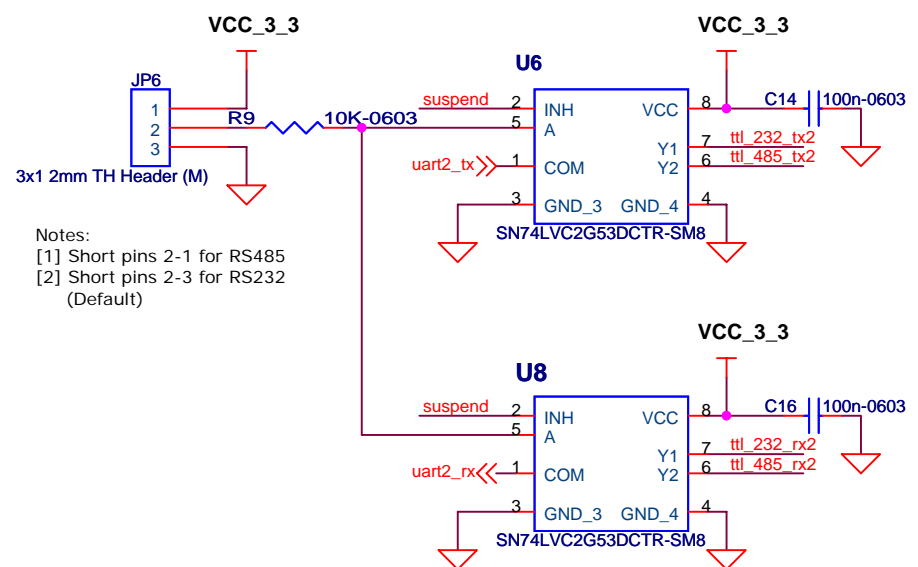 VCC_3_3
VCC_3_3
U6
JP6
1
2
3
R9
10K-0603
3x1 2mm TH Header (M)
suspend
2
INH
VCC
8
C14
100n-0603
5
A
Y1
7
ttl_232_tx2
uart2_tx
1
COM
Y2
6
ttl_485_tx2
3
GND_3
GND_4
4
SN74LVC2G53DCTR-SM8
Notes:
[1] Short pins 2-1 for RS485
[2] Short pins 2-3 for RS232
(Default)
VCC_3_3
U8
suspend
2
INH
VCC
8
C16
100n-0603
5
A
Y1
7
ttl_232_rx2
uart2_rx
1
COM
Y2
6
ttl_485_rx2
3
GND_3
GND_4
4
SN74LVC2G53DCTR-SM8